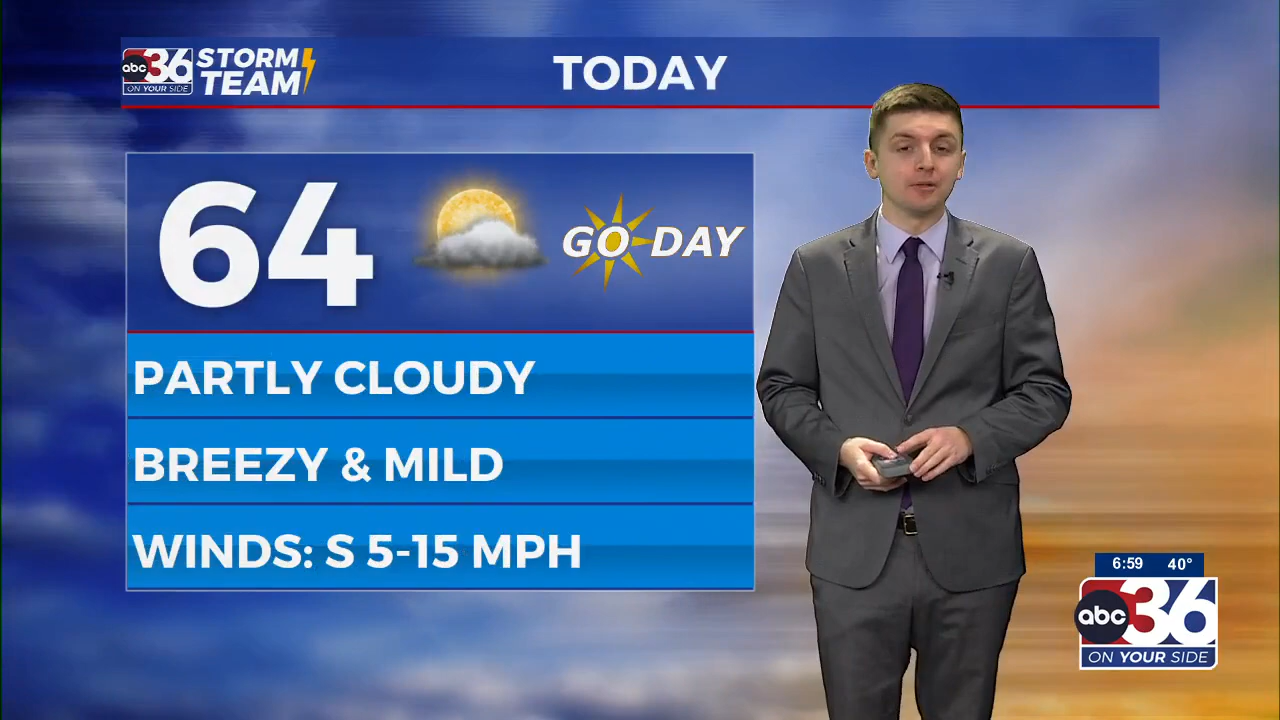 abc 36 STORM
ON YOUR SIDE TEAM
TODAY
64
GO DAY
PARTLY CLOUDY
BREEZY & MILD
WINDS: S 5-15 MPH
6:59 40°
abc 36
ON YOUR SIDE